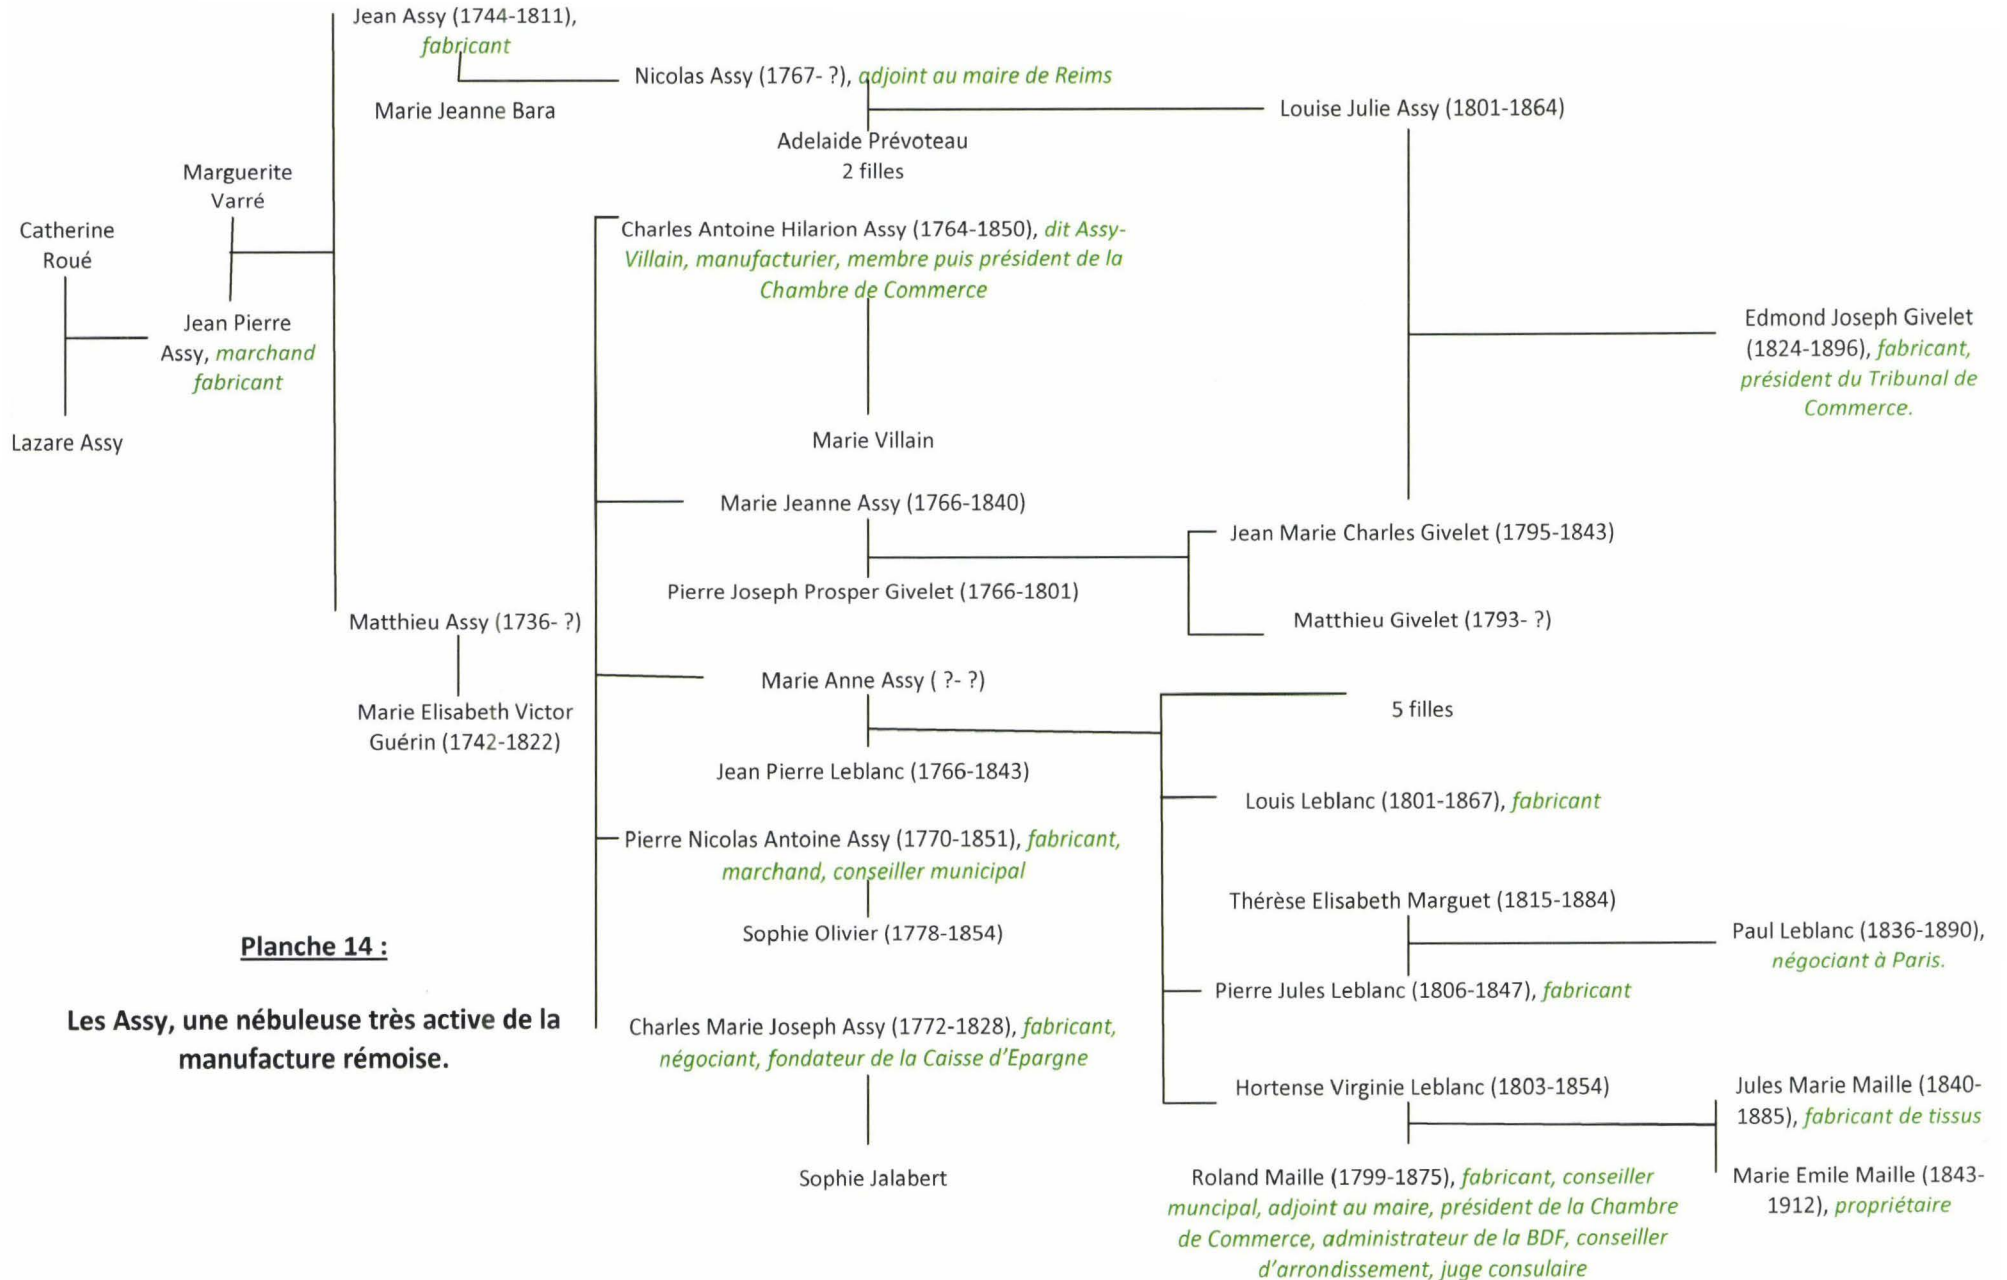 Jean Assy (1744-1811),
fabricant
Marie Jeanne Bara
Nicolas Assy (1767- ?), adjoint au maire de Reims
Adelaide Prévoteau
2 filles
Louise Julie Assy (1801-1864)
Marguerite
Varré
Catherine
Roué
Jean Pierre
Assy, marchand
fabricant
Lazare Assy
Charles Antoine Hilarion Assy (1764-1850), dit Assy-
Villain, manufacturier, membre puis président de la
Chambre de Commerce
Marie Villain
Edmond Joseph Givelet
(1824-1896), fabricant,
président du Tribunal de
Commerce.
Marie Jeanne Assy (1766-1840)
Pierre Joseph Prosper Givelet (1766-1801)
Jean Marie Charles Givelet (1795-1843)
Matthieu Givelet (1793- ?)
Matthieu Assy (1736- ?)
Marie Elisabeth Victor
Guérin (1742-1822)
Marie Anne Assy ( ?- ?)
Jean Pierre Leblanc (1766-1843)
5 filles
Louis Leblanc (1801-1867), fabricant
Pierre Nicolas Antoine Assy (1770-1851), fabricant,
marchand, conseiller municipal
Sophie Olivier (1778-1854)
Thérèse Elisabeth Marguet (1815-1884)
Pierre Jules Leblanc (1806-1847), fabricant
Paul Leblanc (1836-1890),
négociant à Paris.
Planche 14 :
Les Assy, une nébuleuse très active de la
manufacture rémoise.
Charles Marie Joseph Assy (1772-1828), fabricant,
négociant, fondateur de la Caisse d'Epargne
Sophie Jalabert
Hortense Virginie Leblanc (1803-1854)
Roland Maille (1799-1875), fabricant, conseiller
muncipal, adjoint au maire, président de la Chambre
de Commerce, administrateur de la BDF, conseiller
d'arrondissement, juge consulaire
Jules Marie Maille (1840-
1885), fabricant de tissus
Marie Emile Maille (1843-
1912), propriétaire